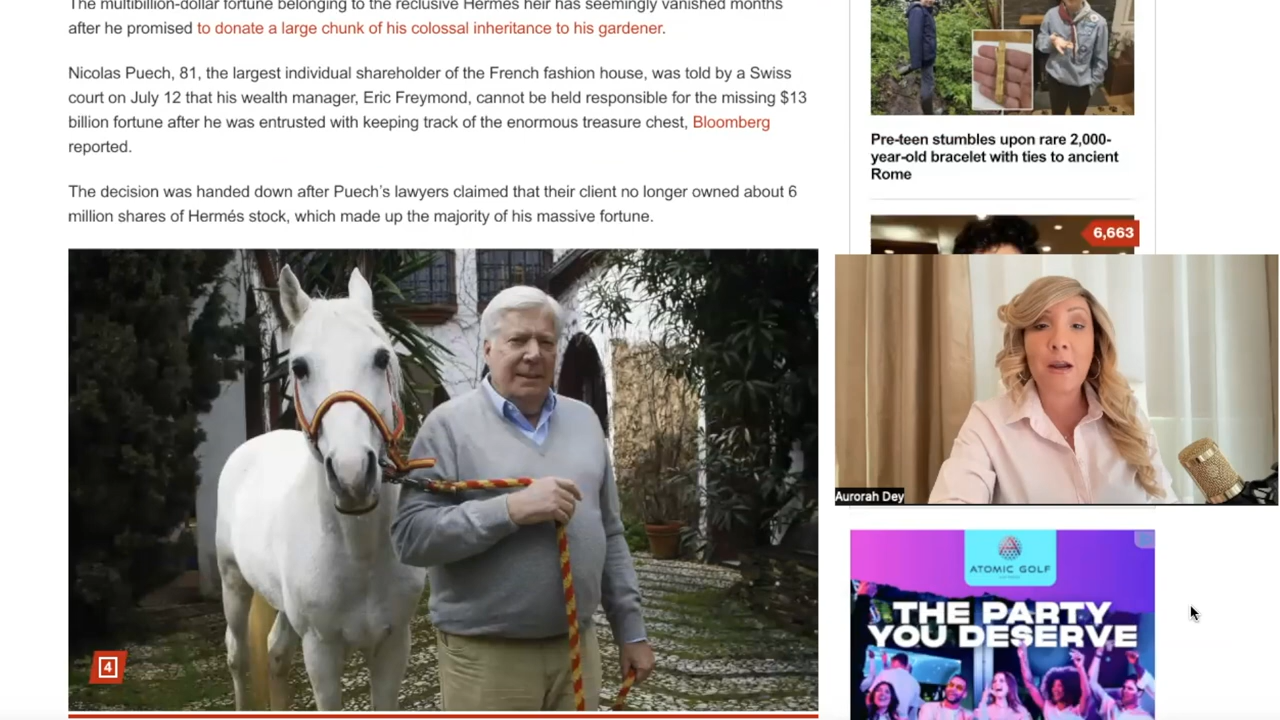 The multibillion-dollar fortune belonging to the reclusive Hermès heir has seemingly vanished months
after he promised to donate a large chunk of his colossal inheritance to his gardener.
Nicolas Puech, 81, the largest individual shareholder of the French fashion house, was told by a Swiss
court on July 12 that his wealth manager, Eric Freymond, cannot be held responsible for the missing $13
billion fortune after he was entrusted with keeping track of the enormous treasure chest, Bloomberg
reported.
The decision was handed down after Puech's lawyers claimed that their client no longer owned about 6
million shares of Hermés stock, which made up the majority of his massive fortune.
4
Pre-teen stumbles upon rare 2,000-
year-old bracelet with ties to ancient
Rome
6,663
Aurorah Dey
ATOMIC GOLF
THE PARTY
YOU DESERVE